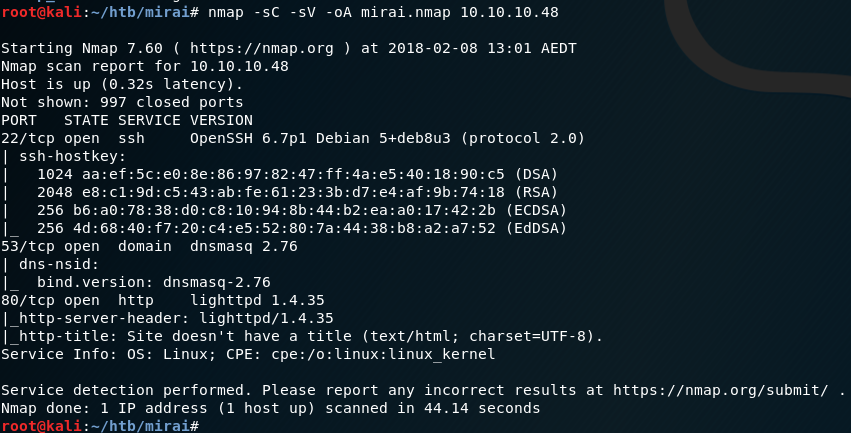 root@kali:~/htb/mirai# nmap -sC -sV -oA mirai.nmap 10.10.10.48
Starting Nmap 7.60 ( https://nmap.org ) at 2018-02-08 13:01 AEDT
Nmap scan report for 10.10.10.48
Host is up (0.32s latency).
Not shown: 997 closed ports
PORT   STATE SERVICE VERSION
22/tcp open  ssh     OpenSSH 6.7p1 Debian 5+deb8u3 (protocol 2.0)
| ssh-hostkey:
|   1024 aa:ef:5c:e0:8e:86:97:82:47:ff:4a:e5:40:18:90:c5 (DSA)
|   2048 e8:c1:9d:c5:43:ab:fe:61:23:3b:d7:e4:af:9b:74:18 (RSA)
|   256 b6:a0:78:38:d0:c8:10:94:8b:44:b2:ea:a0:17:42:2b (ECDSA)
|_  256 4d:68:40:f7:20:c4:e5:52:80:7a:44:38:b8:a2:a7:52 (EdDSA)
53/tcp open  domain  dnsmasq 2.76
| dns-nsid:
|_  bind.version: dnsmasq-2.76
80/tcp open  http    lighttpd 1.4.35
|_http-server-header: lighttpd/1.4.35
|_http-title: Site doesn't have a title (text/html; charset=UTF-8).
Service Info: OS: Linux; CPE: cpe:/o:linux:linux_kernel
Service detection performed. Please report any incorrect results at https://nmap.org/submit/ .
Nmap done: 1 IP address (1 host up) scanned in 44.14 seconds
root@kali:~/htb/mirai#